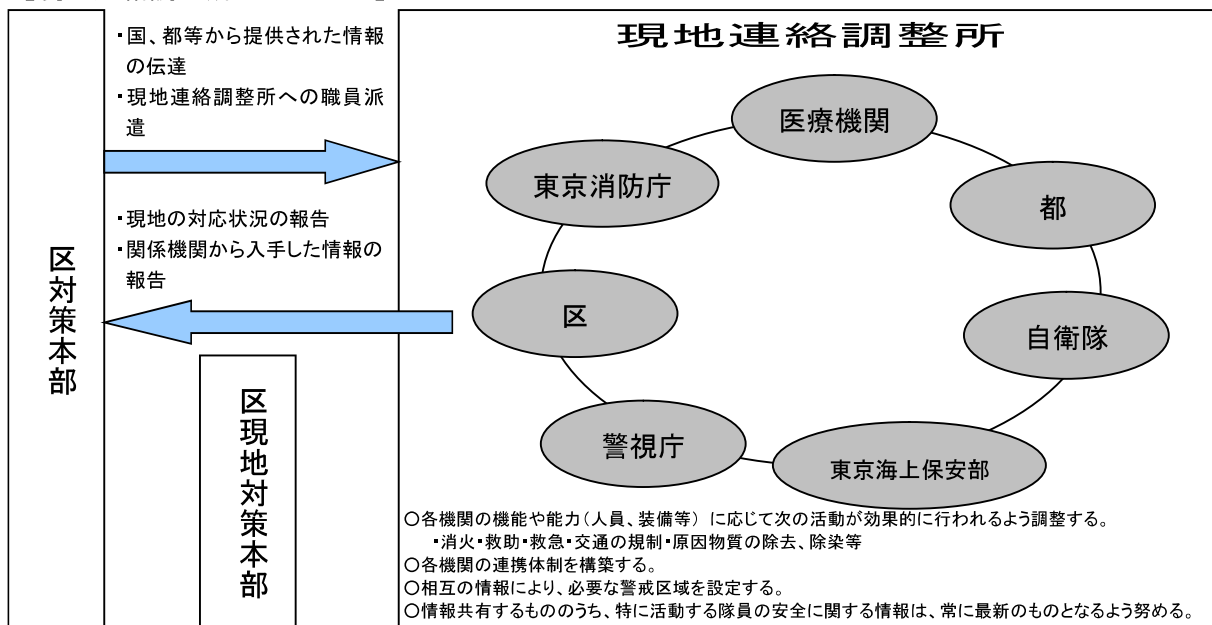 ・国、都等から提供された情報
の伝達
・現地連絡調整所への職員派
遣
・現地の対応状況の報告
・関係機関から入手した情報の
報告
区対策本部
区現地対策本部
現地連絡調整所
医療機関
東京消防庁
都
区
自衛隊
警視庁
東京海上保安部
○各機関の機能や能力(人員、装備等) に応じて次の活動が効果的に行われるよう調整する。
・消火・救助・救急・交通の規制・原因物質の除去、除染等
○各機関の連携体制を構築する。
○相互の情報により、必要な警戒区域を設定する。
○情報共有するもののうち、特に活動する隊員の安全に関する情報は、常に最新のものとなるよう努める。